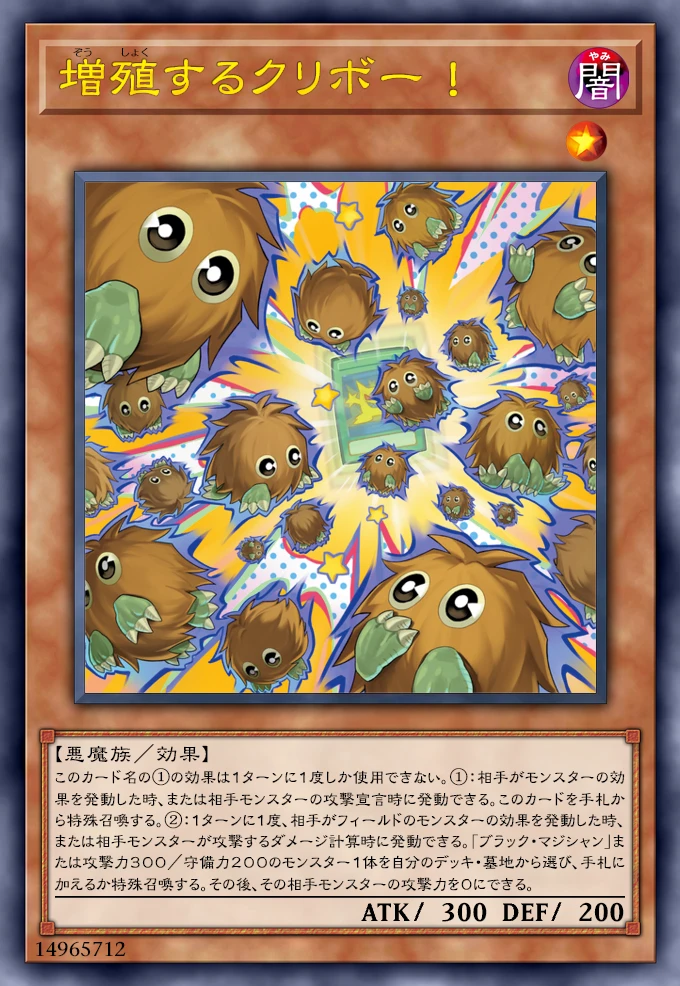 ぞう しょく
増殖するクリボー！
やみ
闇
【悪魔族／効果】
このカード名の①の効果は1ターンに1度しか使用できない。①：相手がモンスターの効
果を発動した時、または相手モンスターの攻撃宣言時に発動できる。このカードを手札か
ら特殊召喚する。②：1ターンに1度、相手がフィールドのモンスターの効果を発動した時、
または相手モンスターが攻撃するダメージ計算時に発動できる。「ブラック・マジシャン」ま
たは攻撃力300／守備力200のモンスター1体を自分のデッキ・墓地から選び、手札に
加えるか特殊召喚する。その後、その相手モンスターの攻撃力を0にできる。
ATK/ 300 DEF/ 200
14965712